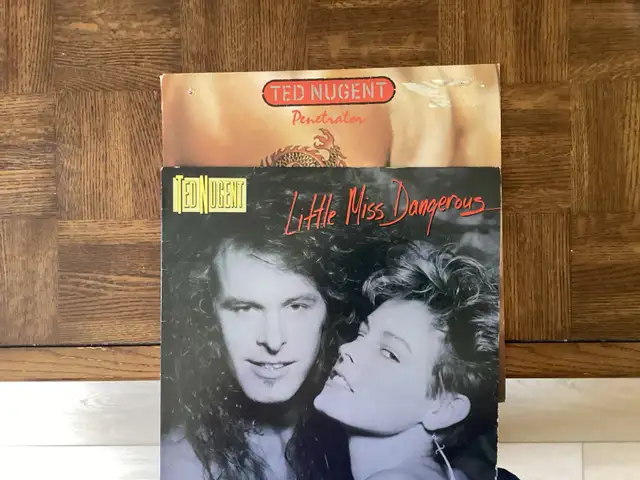 TED NUGENT
Penetrator
TED NUGENT
Little Miss Dangerous